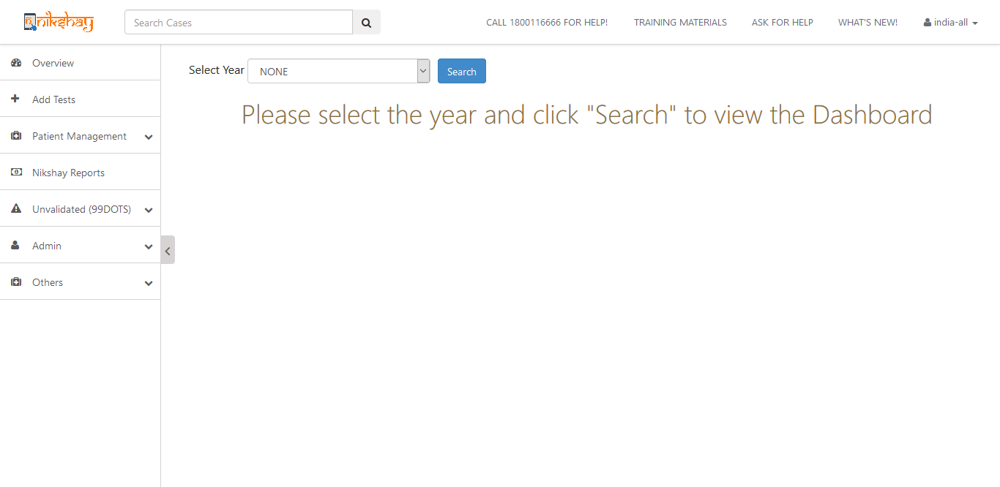 nikshay
Search Cases
CALL 1800116666 FOR HELP!
TRAINING MATERIALS
ASK FOR HELP
WHAT'S NEW!
india-all
Overview
Add Tests
Patient Management
Nikshay Reports
Unvalidated (99DOTS)
Admin
Others
Select Year
NONE
Search
Please select the year and click "Search" to view the Dashboard